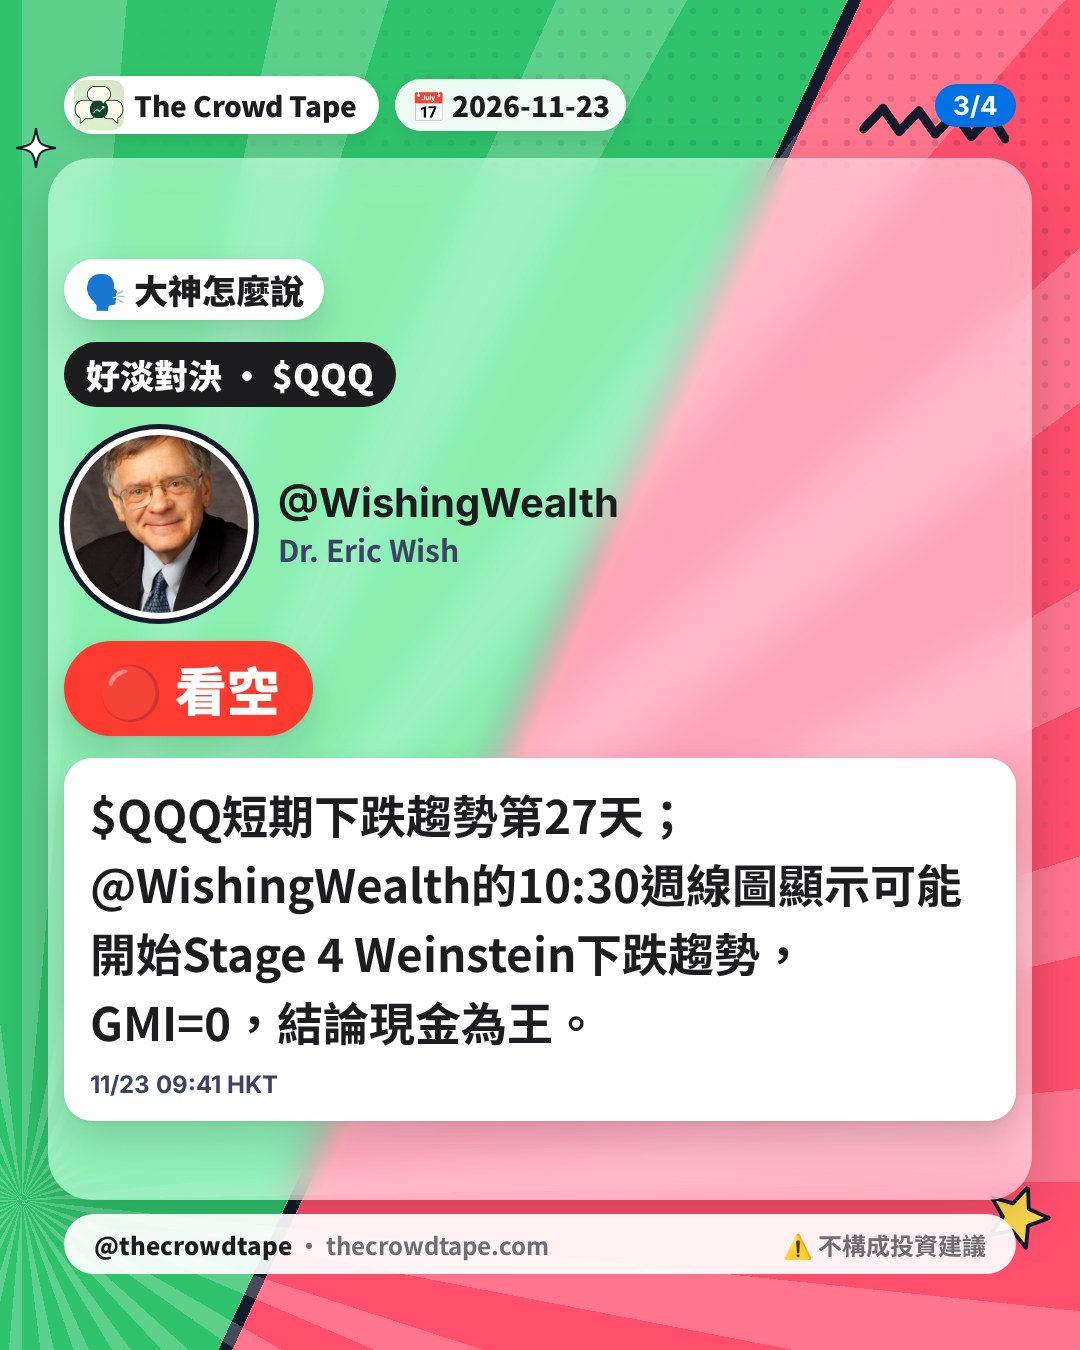 The Crowd Tape
2026-11-23
3/4
大神怎麼說
好淡對決 · $QQQ
@WishingWealth
Dr. Eric Wish
看空
$QQQ短期下跌趨勢第27天；
@WishingWealth的10:30週線圖顯示可能
開始Stage 4 Weinstein下跌趨勢，
GMI=0，結論現金為王。
11/23 09:41 HKT
@thecrowdtape · thecrowdtape.com
不構成投資建議